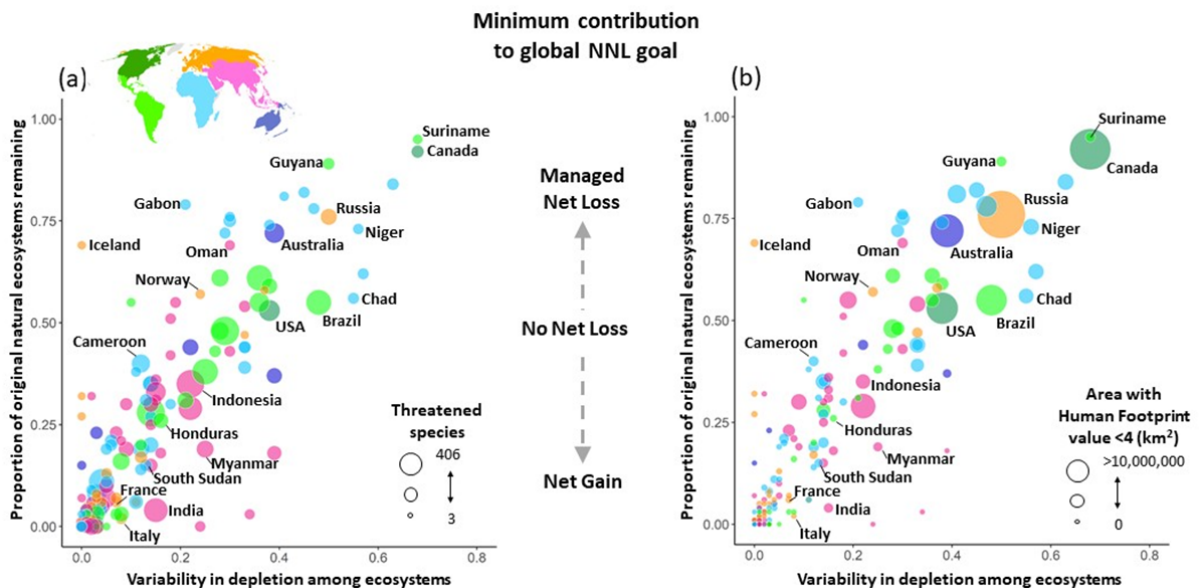 Minimum contribution
to global NNL goal
(a)
Proportion of original natural ecosystems remaining
1.00
0.75
0.50
0.25
0.00
0.0
0.2
0.4
0.6
0.8
Variability in depletion among ecosystems
Suriname
Canada
Guyana
Gabon
Russia
Niger
Australia
Iceland
Oman
Norway
Chad
USA
Brazil
Cameroon
Indonesia
Honduras
Myanmar
South Sudan
France
India
Italy
Threatened
species
406
3
Managed
Net Loss
No Net Loss
Net Gain
(b)
Proportion of original natural ecosystems remaining
1.00
0.75
0.50
0.25
0.00
0.0
0.2
0.4
0.6
0.8
Variability in depletion among ecosystems
Suriname
Canada
Guyana
Gabon
Russia
Niger
Australia
Iceland
Oman
Norway
Chad
USA
Brazil
Cameroon
Indonesia
Honduras
Myanmar
South Sudan
France
India
Italy
Area with
Human Footprint
value <4 (km²)
>10,000,000
0